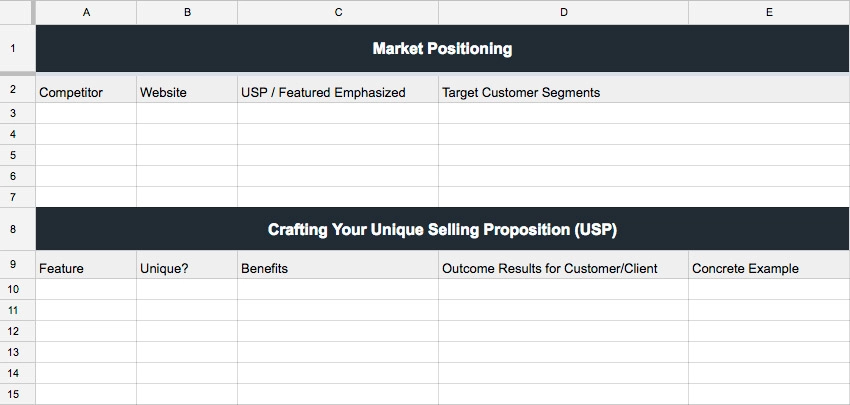 A B C D E
1 Market Positioning
2 Competitor Website USP / Featured Emphasized Target Customer Segments
3
4
5
6
7
8 Crafting Your Unique Selling Proposition (USP)
9 Feature Unique? Benefits Outcome Results for Customer/Client Concrete Example
10
11
12
13
14
15